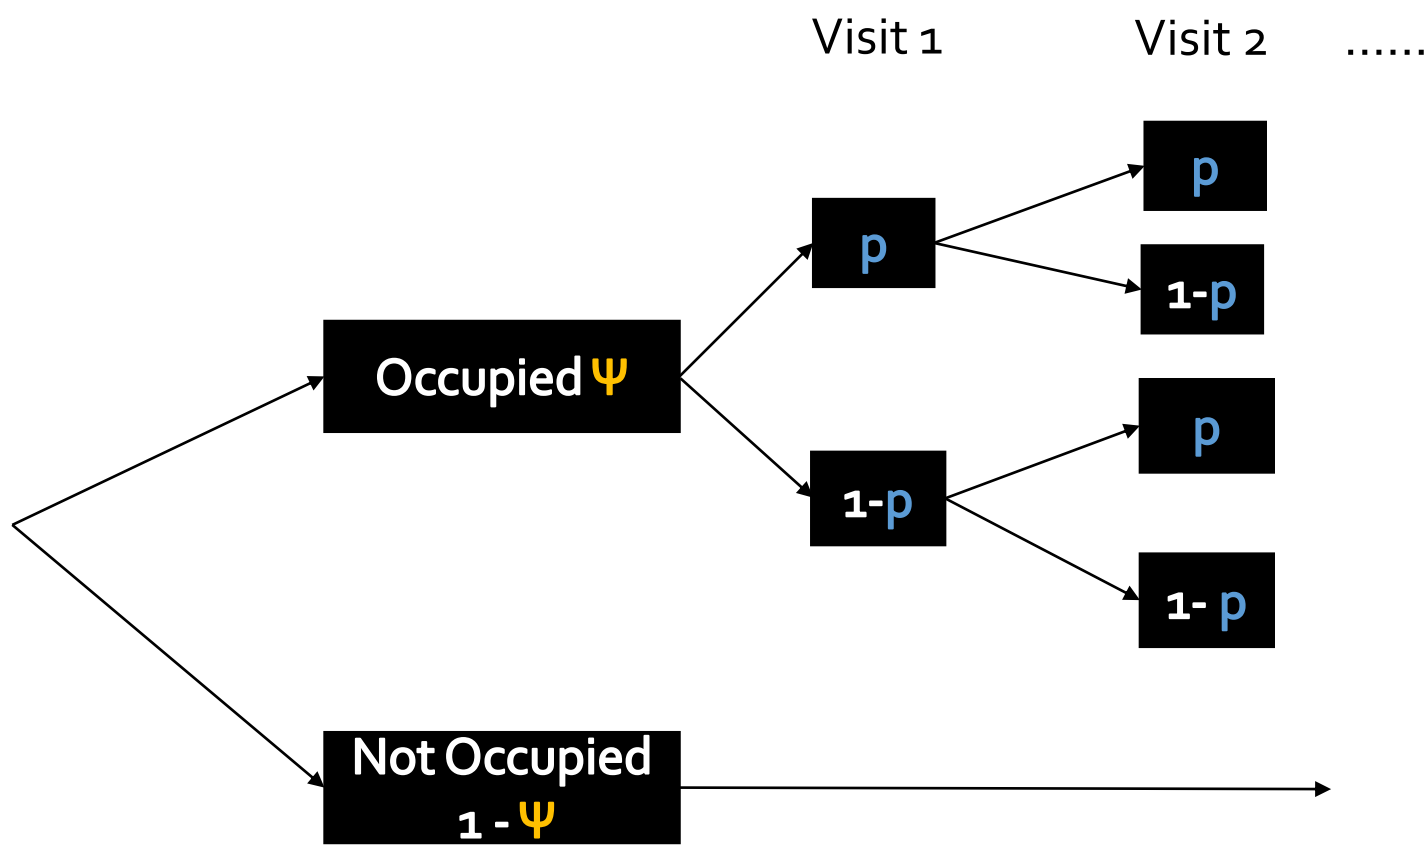 Visit 1
Visit 2
......
p
p
1-p
Occupied Ψ
p
1-p
1- p
Not Occupied
1 - Ψ